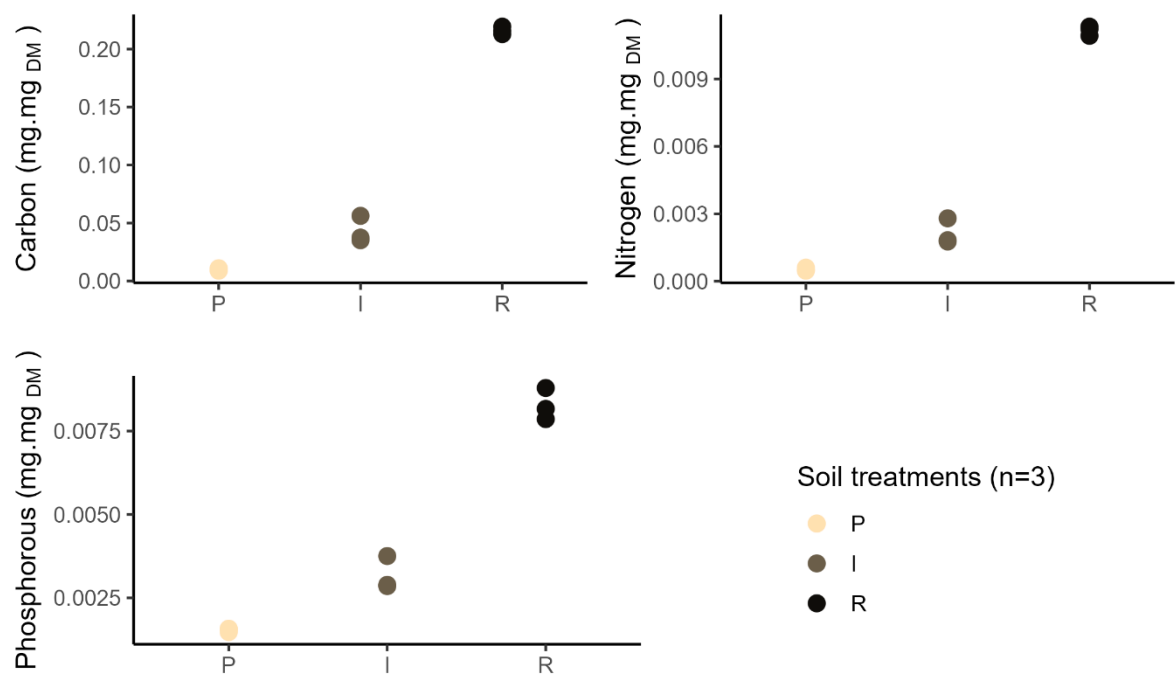 Carbon (mg.mg DM )
0.20
0.15
0.10
0.05
0.00
P I R
Nitrogen (mg.mg DM )
0.009
0.006
0.003
0.000
P I R
Phosphorous (mg.mg DM )
0.0075
0.0050
0.0025
P I R
Soil treatments (n=3)
P
I
R